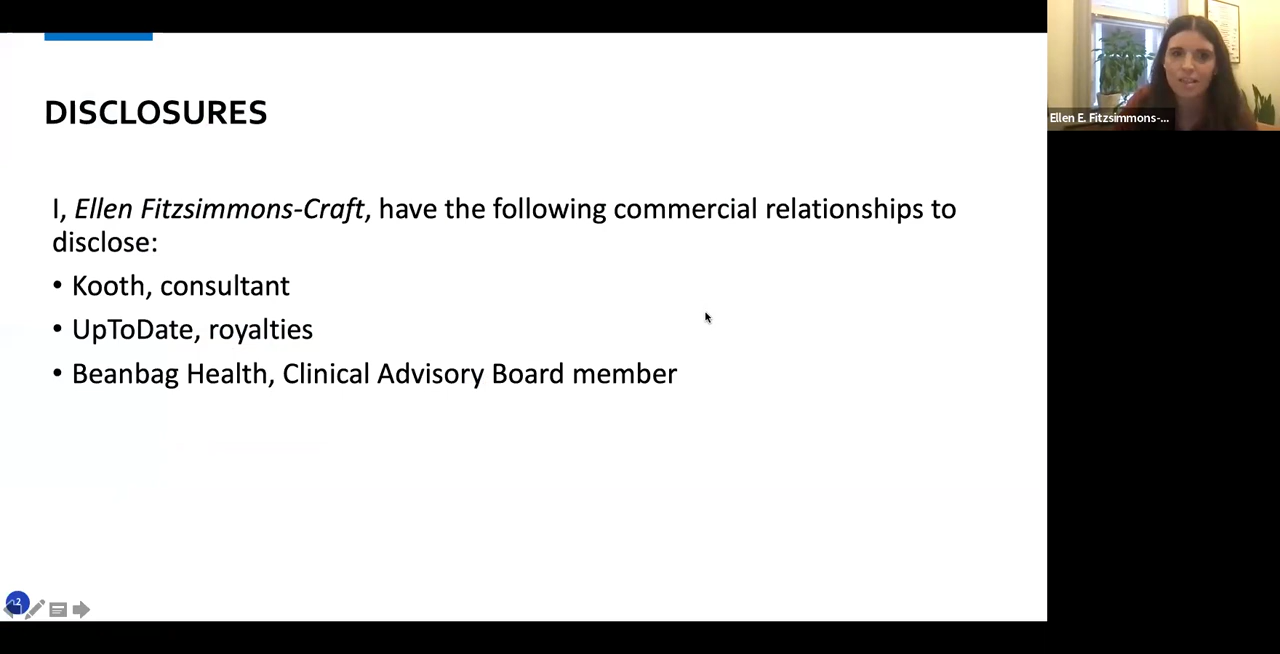 DISCLOSURES
I, Ellen Fitzsimmons-Craft, have the following commercial relationships to
disclose:
• Kooth, consultant
• UpToDate, royalties
• Beanbag Health, Clinical Advisory Board member
Ellen E. Fitzsimmons-...
2